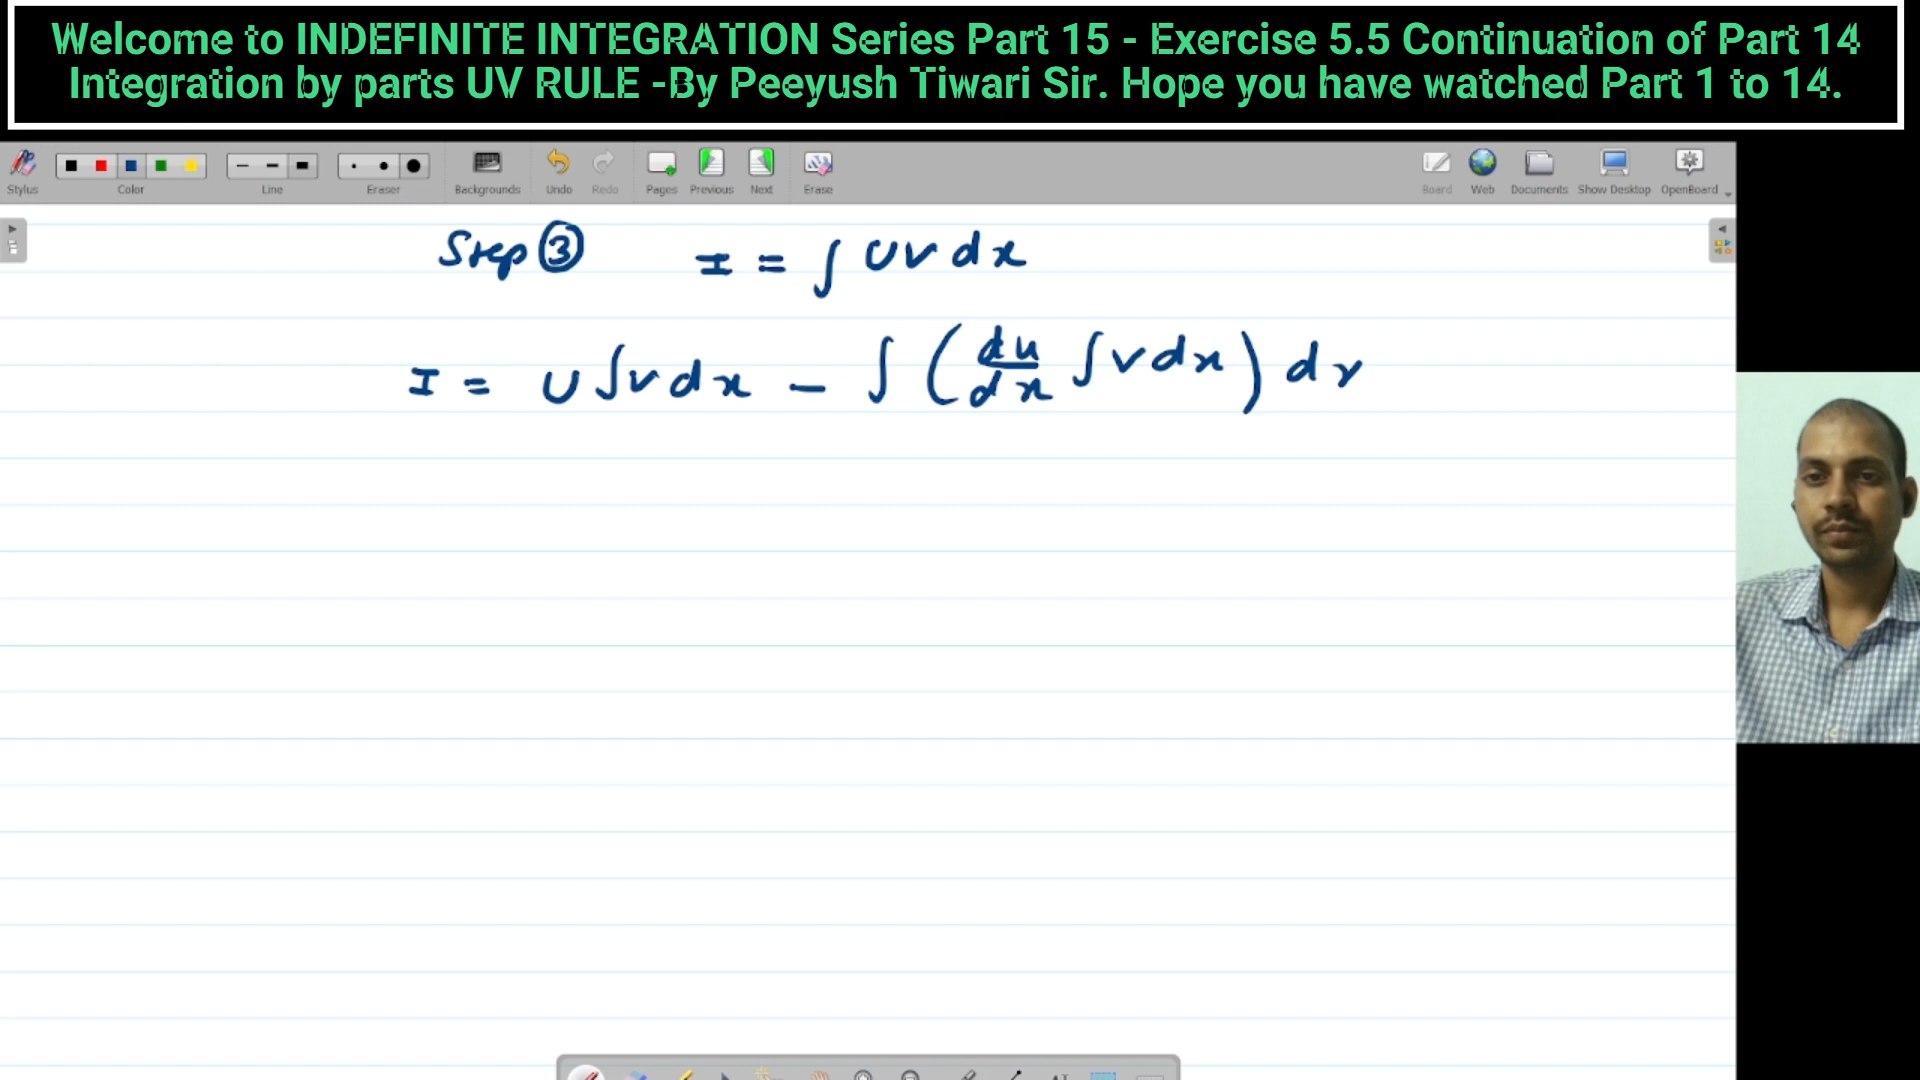 Welcome to INDEFINITE INTEGRATION Series Part 15 - Exercise 5.5 Continuation of Part 14
Integration by parts UV RULE -By Peeyush Tiwari Sir. Hope you have watched Part 1 to 14.
Stylus Color Line Eraser Backgrounds Undo Redo Pages Previous Next Erase Board Web Documents Show Desktop OpenBoard
Step ③ I = ∫ UV dx
I = U ∫v dx - ∫ (du/dx ∫v dx) dx